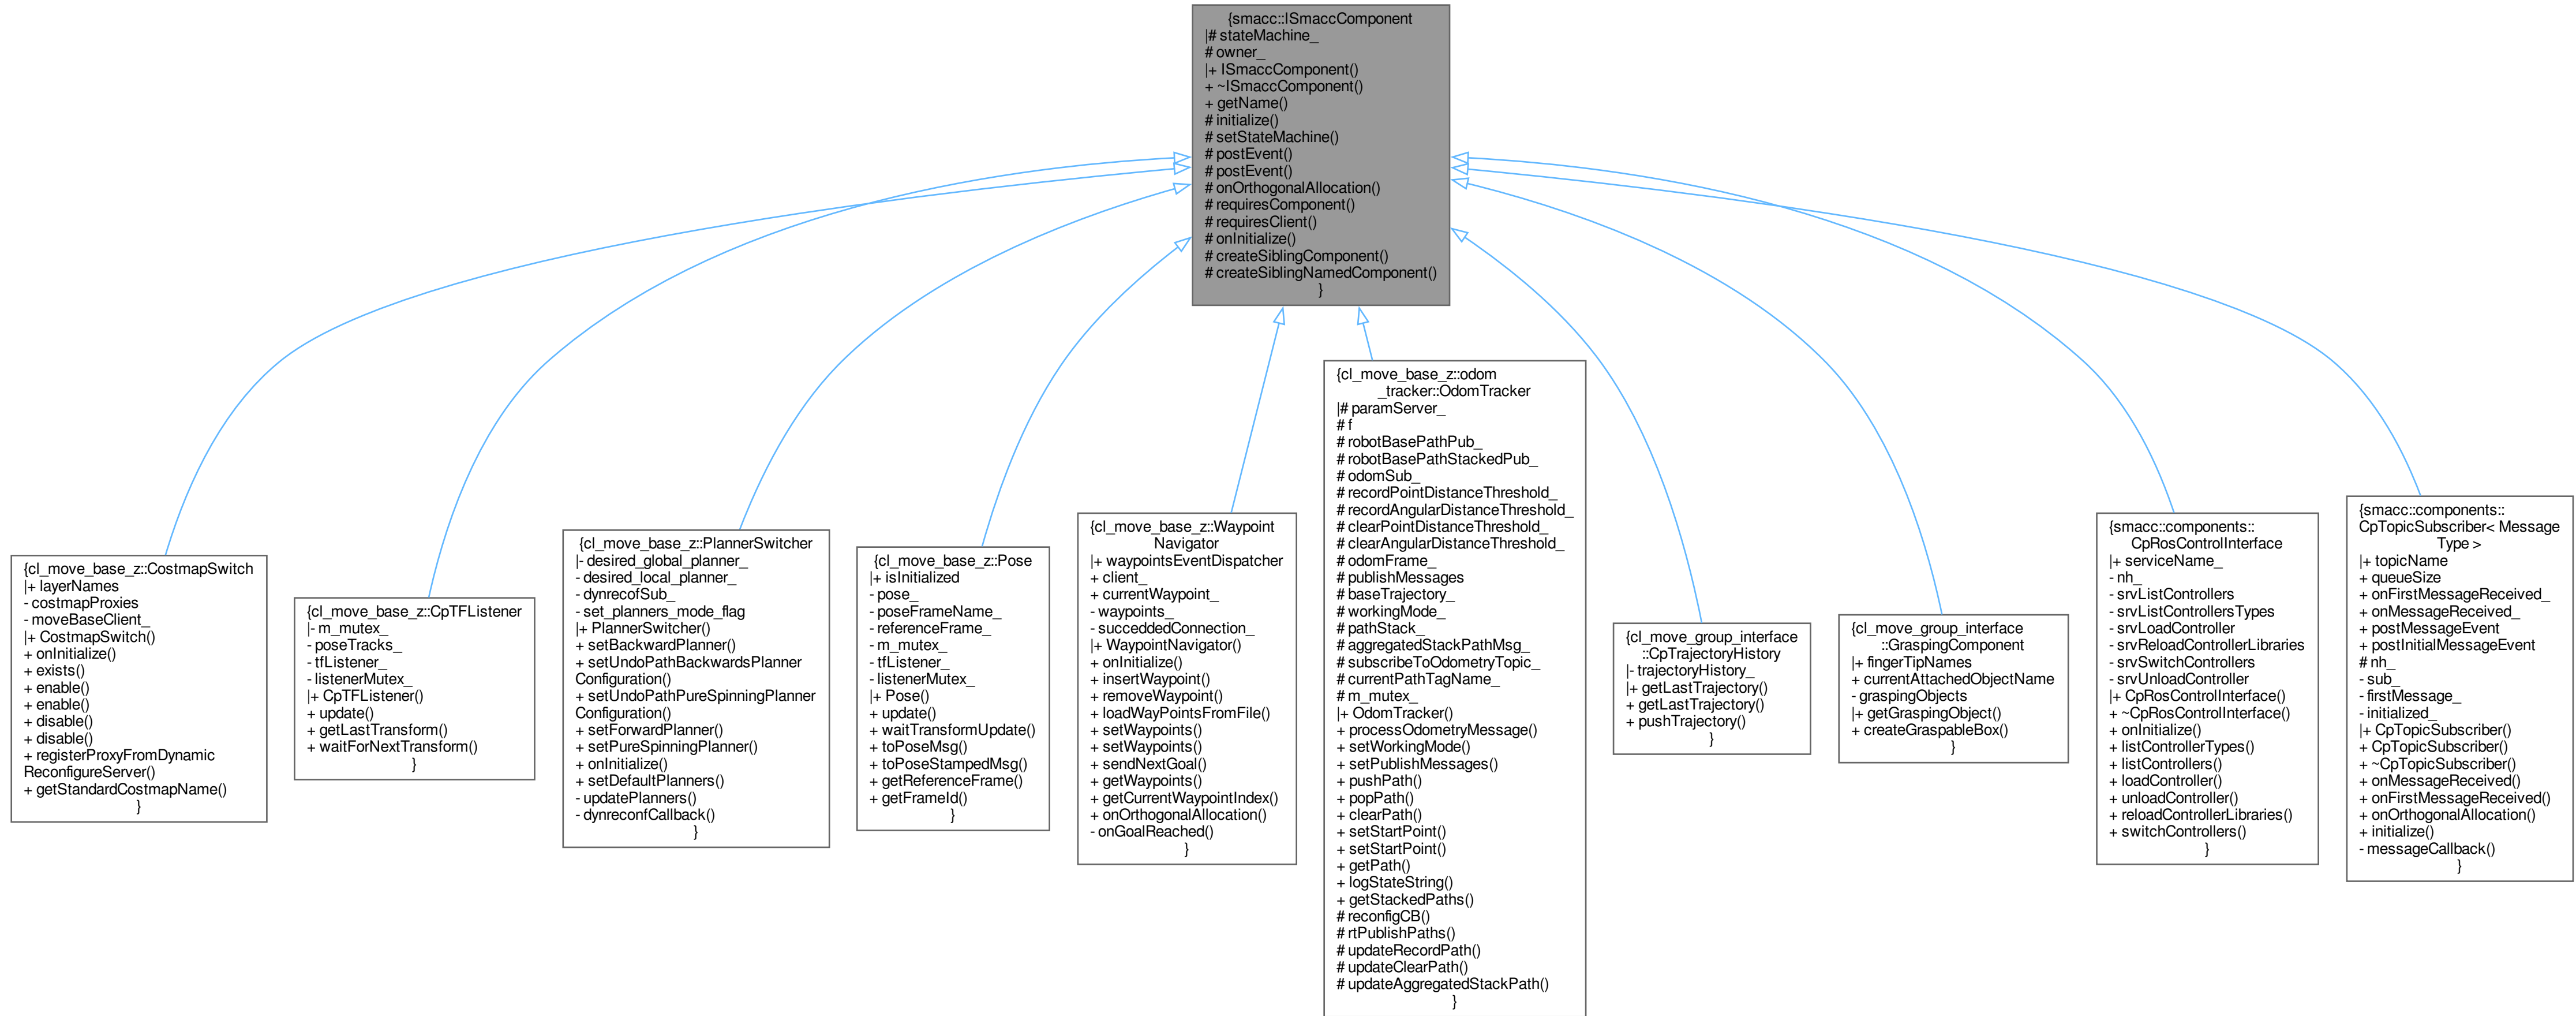 {smacc::ISmaccComponent
|# stateMachine_
# owner_
|+ ISmaccComponent()
+ ~ISmaccComponent()
+ getName()
# initialize()
# setStateMachine()
# postEvent()
# postEvent()
# onOrthogonalAllocation()
# requiresComponent()
# requiresClient()
# onInitialize()
# createSiblingComponent()
# createSiblingNamedComponent()
}
{cl_move_base_z::CostmapSwitch
|+ layerNames
- costmapProxies
- moveBaseClient_
|+ CostmapSwitch()
+ onInitialize()
+ exists()
+ enable()
+ enable()
+ disable()
+ disable()
+ registerProxyFromDynamic
ReconfigureServer()
+ getStandardCostmapName()
}
{cl_move_base_z::CpTFListener
|- m_mutex_
- poseTracks_
- tfListener_
- listenerMutex_
|+ CpTFListener()
+ update()
+ getLastTransform()
+ waitForNextTransform()
}
{cl_move_base_z::PlannerSwitcher
|- desired_global_planner_
- desired_local_planner_
- dynrecofSub_
- set_planners_mode_flag
|+ PlannerSwitcher()
+ setBackwardPlanner()
+ setUndoPathBackwardsPlanner
Configuration()
+ setUndoPathPureSpinningPlanner
Configuration()
+ setForwardPlanner()
+ setPureSpinningPlanner()
+ onInitialize()
+ setDefaultPlanners()
- updatePlanners()
- dynreconfCallback()
}
{cl_move_base_z::Pose
|+ isInitialized
- pose_
- poseFrameName_
- referenceFrame_
- m_mutex_
- tfListener_
- listenerMutex_
|+ Pose()
+ update()
+ waitTransformUpdate()
+ toPoseMsg()
+ toPoseStampedMsg()
+ getReferenceFrame()
+ getFrameId()
}
{cl_move_base_z::Waypoint
Navigator
|+ waypointsEventDispatcher
+ client_
+ currentWaypoint_
- waypoints_
- succeddedConnection_
|+ WaypointNavigator()
+ onInitialize()
+ insertWaypoint()
+ removeWaypoint()
+ loadWayPointsFromFile()
+ setWaypoints()
+ setWaypoints()
+ sendNextGoal()
+ getWaypoints()
+ getCurrentWaypointIndex()
+ onOrthogonalAllocation()
- onGoalReached()
}
{cl_move_base_z::odom
_tracker::OdomTracker
|# paramServer_
# f
# robotBasePathPub_
# robotBasePathStackedPub_
# odomSub_
# recordPointDistanceThreshold_
# recordAngularDistanceThreshold_
# clearPointDistanceThreshold_
# clearAngularDistanceThreshold_
# odomFrame_
# publishMessages
# baseTrajectory_
# workingMode_
# pathStack_
# aggregatedStackPathMsg_
# subscribeToOdometryTopic_
# currentPathTagName_
# m_mutex_
|+ OdomTracker()
+ processOdometryMessage()
+ setWorkingMode()
+ setPublishMessages()
+ pushPath()
+ popPath()
+ clearPath()
+ setStartPoint()
+ setStartPoint()
+ getPath()
+ logStateString()
+ getStackedPaths()
# reconfigCB()
# rtPublishPaths()
# updateRecordPath()
# updateClearPath()
# updateAggregatedStackPath()
}
{cl_move_group_interface
::CpTrajectoryHistory
|- trajectoryHistory_
|+ getLastTrajectory()
+ getLastTrajectory()
+ pushTrajectory()
}
{cl_move_group_interface
::GraspingComponent
|+ fingerTipNames
+ currentAttachedObjectName
- graspingObjects
|+ getGraspingObject()
+ createGraspableBox()
}
{smacc::components::
CpRosControlInterface
|+ serviceName_
- nh_
- srvListControllers
- srvListControllersTypes
- srvLoadController
- srvReloadControllerLibraries
- srvSwitchControllers
- srvUnloadController
|+ CpRosControlInterface()
+ ~CpRosControlInterface()
+ onInitialize()
+ listControllerTypes()
+ listControllers()
+ loadController()
+ unloadController()
+ reloadControllerLibraries()
+ switchControllers()
}
{smacc::components::
CpTopicSubscriber< Message
Type >
|+ topicName
+ queueSize
+ onFirstMessageReceived_
+ onMessageReceived_
+ postMessageEvent
+ postInitialMessageEvent
# nh_
- sub_
- firstMessage_
- initialized_
|+ CpTopicSubscriber()
+ CpTopicSubscriber()
+ ~CpTopicSubscriber()
+ onMessageReceived()
+ onFirstMessageReceived()
+ onOrthogonalAllocation()
+ initialize()
- messageCallback()
}